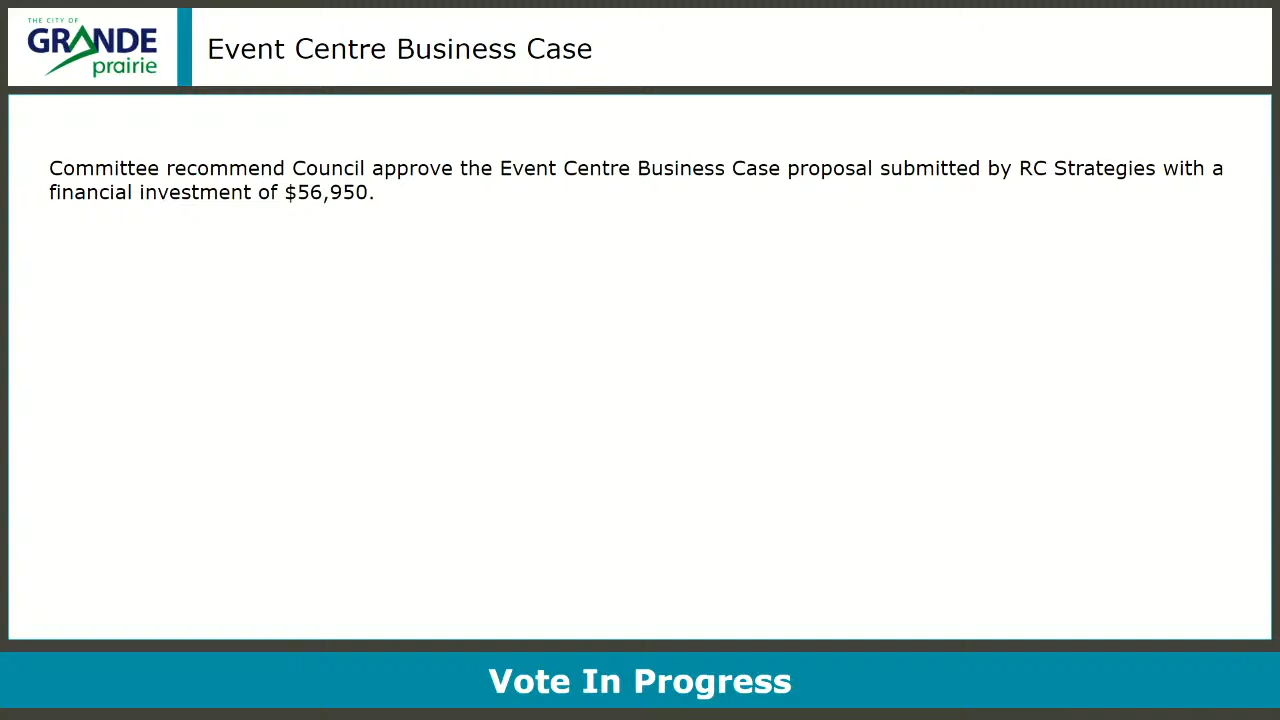 THE CITY OF
GRANDE
prairie
Event Centre Business Case
Committee recommend Council approve the Event Centre Business Case proposal submitted by RC Strategies with a
financial investment of $56,950.
Vote In Progress